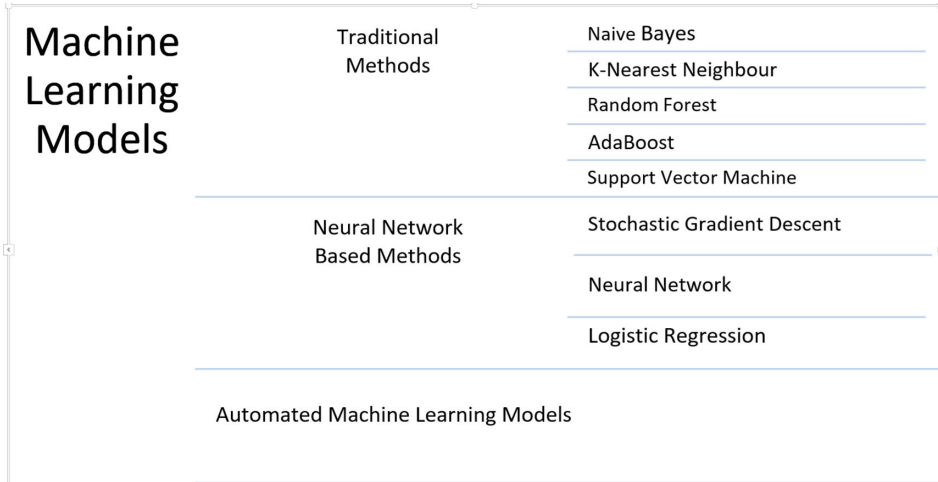 Machine
Learning
Models
Traditional
Methods
Naive Bayes
K-Nearest Neighbour
Random Forest
AdaBoost
Support Vector Machine
Neural Network
Based Methods
Stochastic Gradient Descent
Neural Network
Logistic Regression
Automated Machine Learning Models